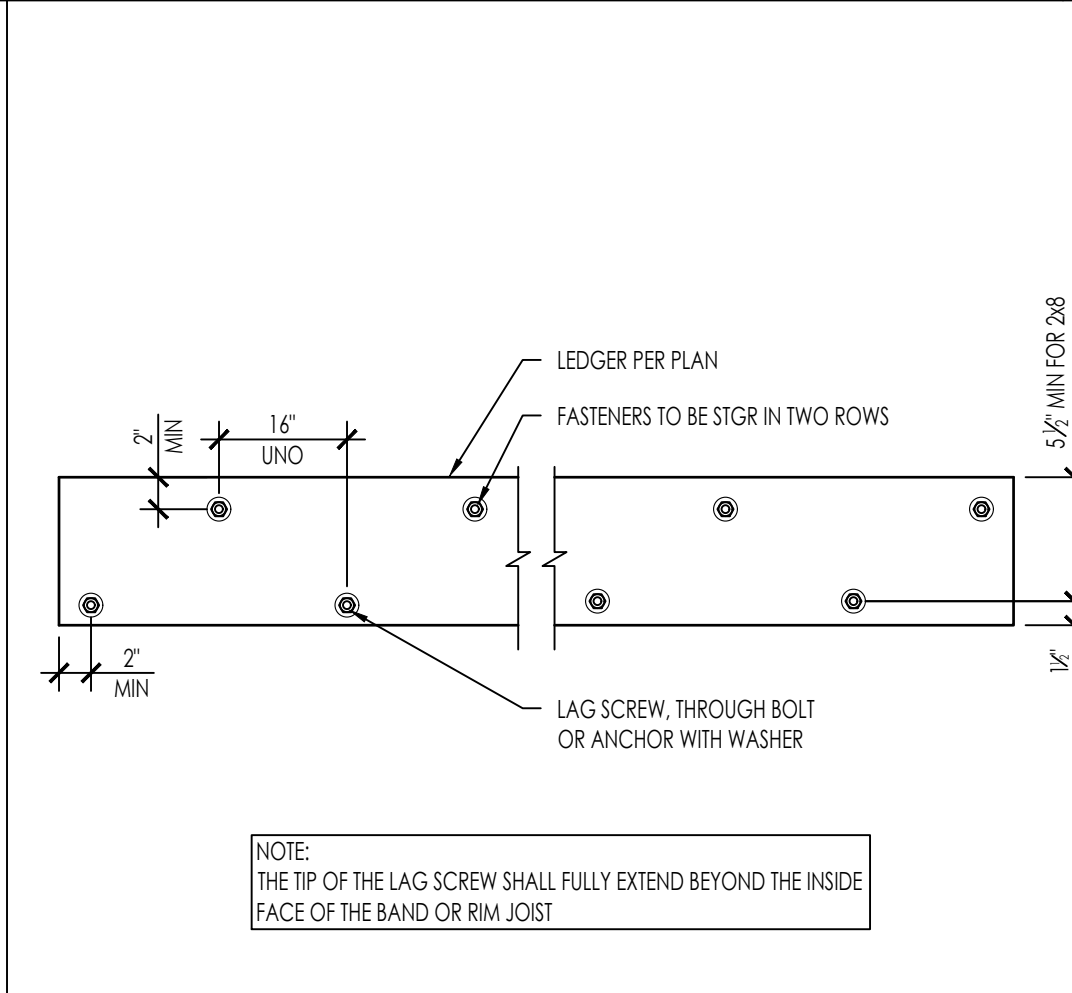 5½" MIN FOR 2x8
LEDGER PER PLAN
FASTENERS TO BE STGR IN TWO ROWS
2"
MIN
16"
UNO
2"
MIN
1½"
LAG SCREW, THROUGH BOLT
OR ANCHOR WITH WASHER
NOTE:
THE TIP OF THE LAG SCREW SHALL FULLY EXTEND BEYOND THE INSIDE
FACE OF THE BAND OR RIM JOIST